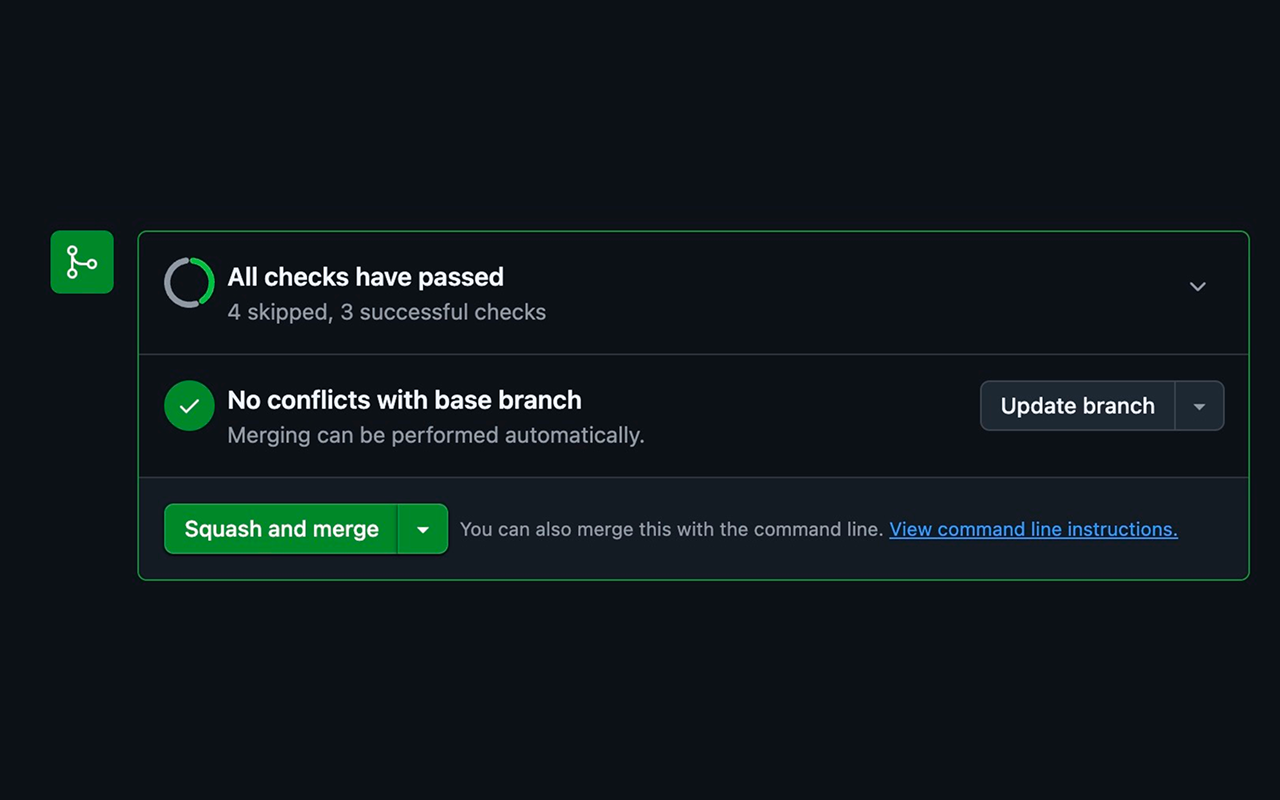 All checks have passed
4 skipped, 3 successful checks
No conflicts with base branch
Merging can be performed automatically.
Update branch
Squash and merge
You can also merge this with the command line. View command line instructions.